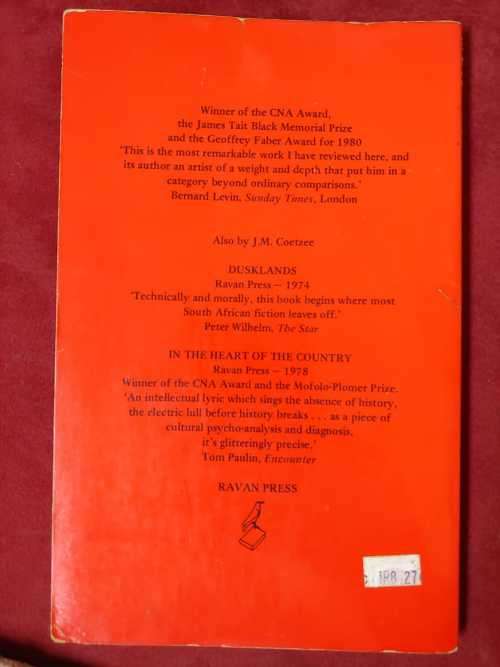 Winner of the CNA Award,
the James Tait Black Memorial Prize
and the Geoffrey Faber Award for 1980
'This is the most remarkable work I have reviewed here, and
its author an artist of a weight and depth that put him in a
category beyond ordinary comparisons.'
Bernard Levin, Sunday Times, London
Also by J.M. Coetzee
DUSKLANDS
Ravan Press — 1974
'Technically and morally, this book begins where most
South African fiction leaves off.'
Peter Wilhelm, The Star
IN THE HEART OF THE COUNTRY
Ravan Press — 1978
Winner of the CNA Award and the Mofolo-Plomer Prize.
'An intellectual lyric which sings the absence of history,
the electric lull before history breaks . . . as a piece of
cultural psycho-analysis and diagnosis,
it's glitteringly precise.'
Tom Paulin, Encounter
RAVAN PRESS
27